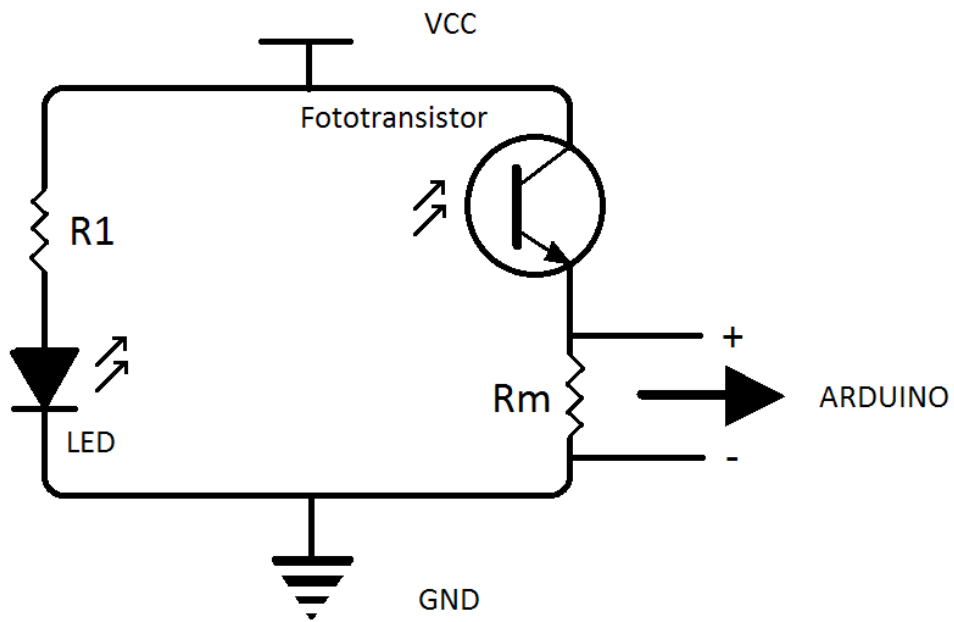 VCC
Fototransistor
R1
+
Rm
ARDUINO
LED
-
GND